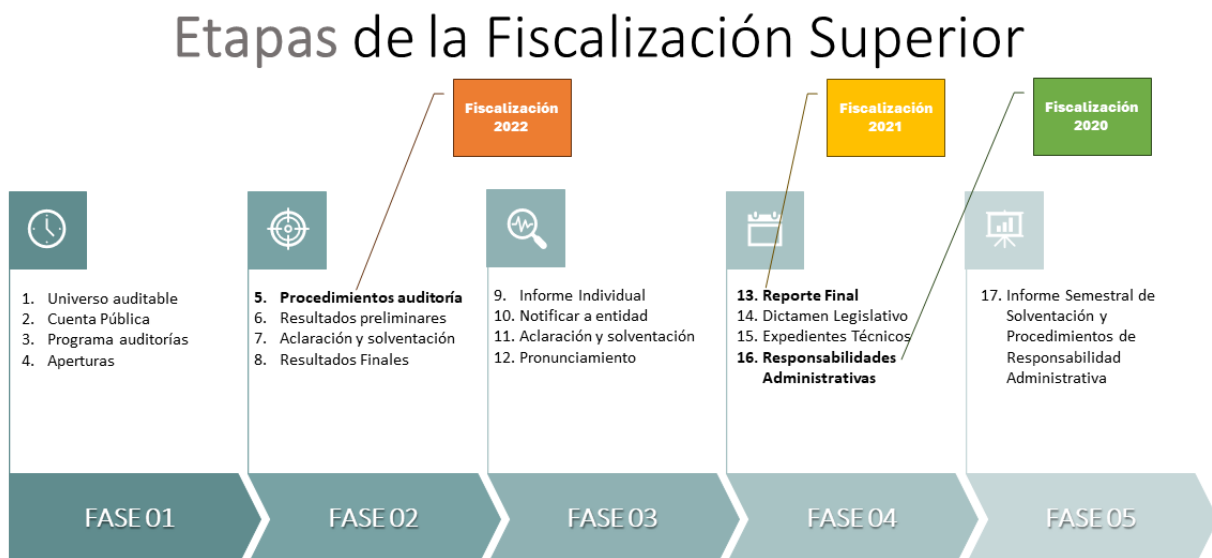 Etapas de la Fiscalización Superior
Fiscalización
2022
Fiscalización
2021
Fiscalización
2020
1. Universo auditable
2. Cuenta Pública
3. Programa auditorías
4. Aperturas
5. Procedimientos auditoría
6. Resultados preliminares
7. Aclaración y solventación
8. Resultados Finales
9. Informe Individual
10. Notificar a entidad
11. Aclaración y solventación
12. Pronunciamiento
13. Reporte Final
14. Dictamen Legislativo
15. Expedientes Técnicos
16. Responsabilidades
Administrativas
17. Informe Semestral de
Solventación y
Procedimientos de
Responsabilidad
Administrativa
FASE 01
FASE 02
FASE 03
FASE 04
FASE 05